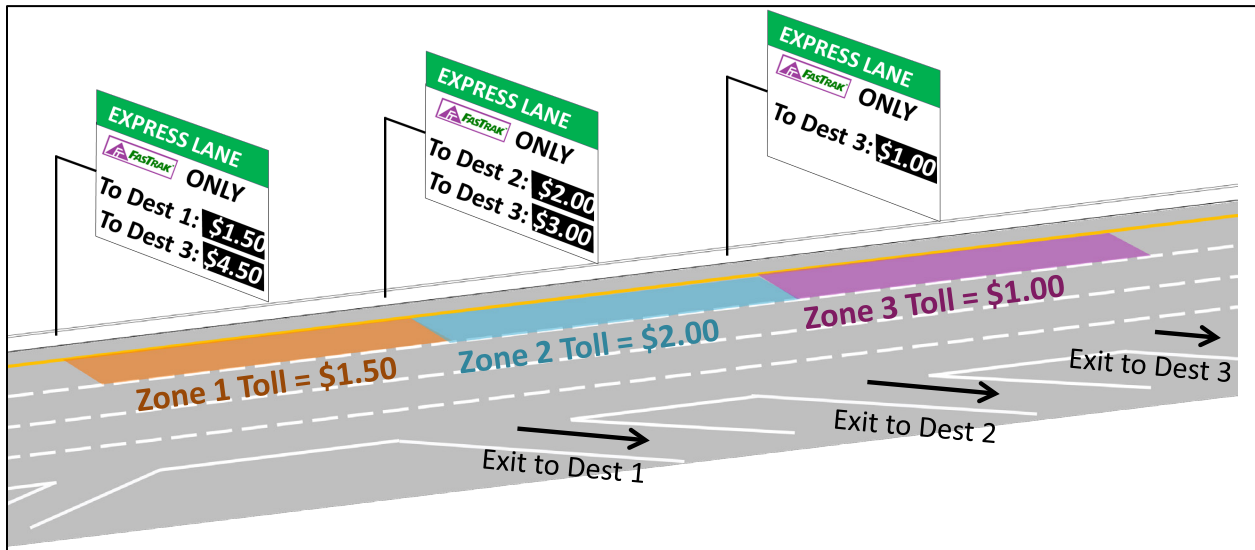 EXPRESS LANE
FASTRAK ONLY
To Dest 1: $1.50
To Dest 3: $4.50
EXPRESS LANE
FASTRAK ONLY
To Dest 2: $2.00
To Dest 3: $3.00
EXPRESS LANE
FASTRAK ONLY
To Dest 3: $1.00
Zone 1 Toll = $1.50
Zone 2 Toll = $2.00
Zone 3 Toll = $1.00
Exit to Dest 1
Exit to Dest 2
Exit to Dest 3